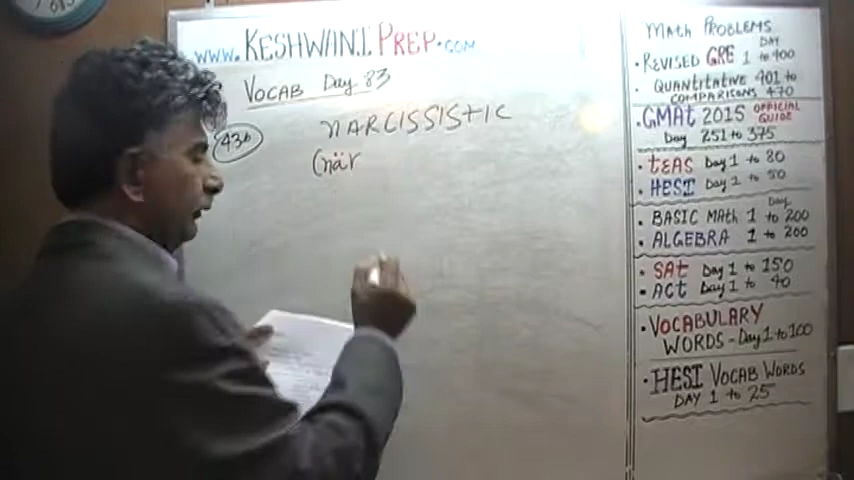 www.KESHWANIPREP.COM
VOCAB Day 83
436
NARCISSISTIC
(när
Math PROBLEMS
DAY
• REVISED GRE 1 to 400
• QUANTITATIVE 401 to
COMPARISONS 470
• GMAt 2015 OFFICIAL GUIDE
Day 251 to 375
• tEAS Day 1 to 80
• HESI Day 1 to 50
Day
• BASIC MAth 1 to 200
• ALGEBRA 1 to 200
• SAt Day 1 to 150
• ACt Day 1 to 40
• VOCABULARY
WORDS - Day 1 to 100
• HESI VOCAB WORDS
DAY 1 to 25